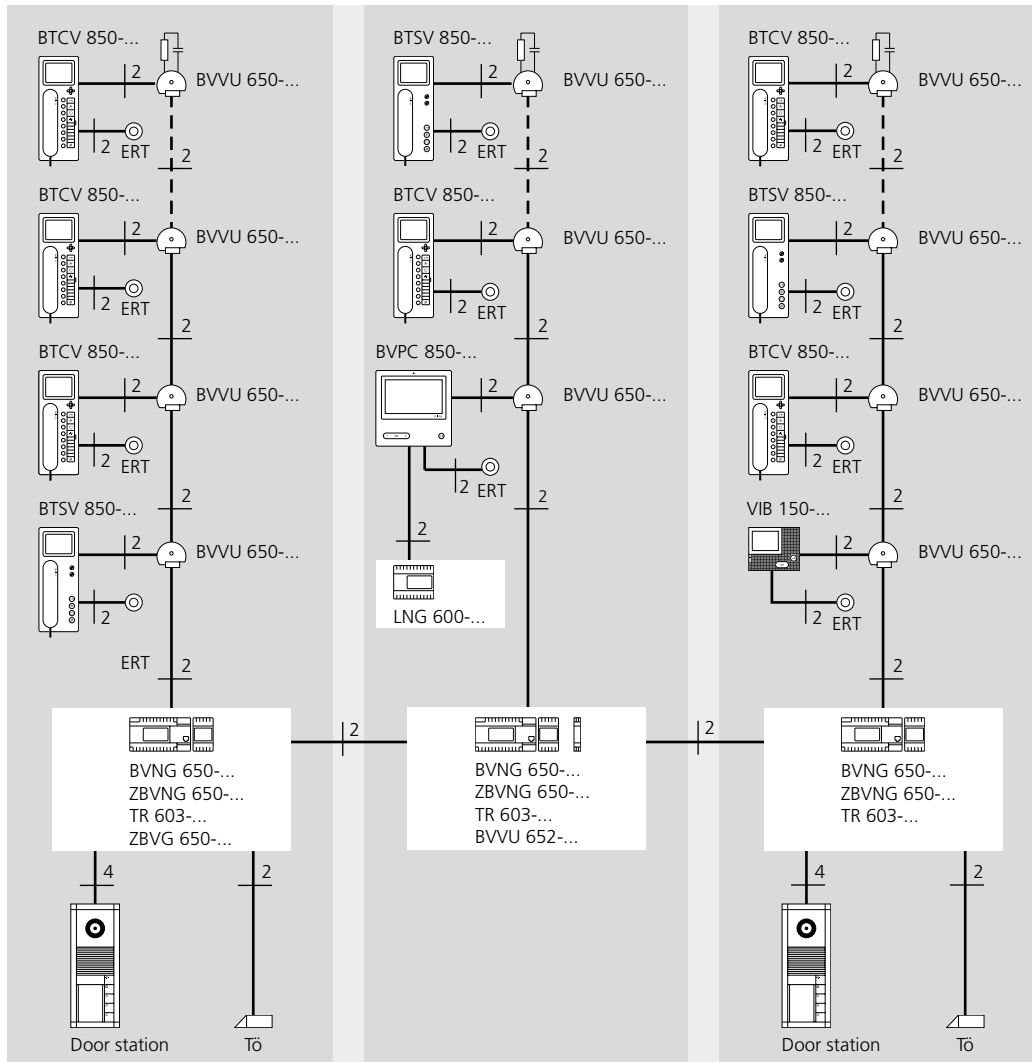 BTCV 850-...
2
BVVU 650-...
2
ERT
2
BTCV 850-...
2
BVVU 650-...
2
ERT
2
BTCV 850-...
2
BVVU 650-...
2
ERT
2
BTSV 850-...
2
BVVU 650-...
2
ERT
2
BVNG 650-...
ZBVNG 650-...
TR 603-...
ZBVG 650-...
4
2
Door station
Tö
2
BTSV 850-...
2
BVVU 650-...
2
ERT
2
BTCV 850-...
2
BVVU 650-...
2
ERT
2
BVPC 850-...
2
BVVU 650-...
2
ERT
2
2
LNG 600-...
BVNG 650-...
ZBVNG 650-...
TR 603-...
BVVU 652-...
2
BTCV 850-...
2
BVVU 650-...
2
ERT
2
BTSV 850-...
2
BVVU 650-...
2
ERT
2
BTCV 850-...
2
BVVU 650-...
2
ERT
2
VIB 150-...
2
BVVU 650-...
2
ERT
2
BVNG 650-...
ZBVNG 650-...
TR 603-...
4
2
Door station
Tö